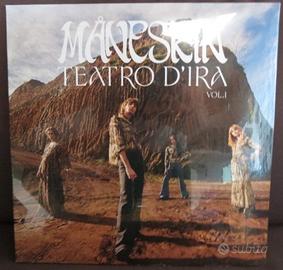 MÅNESKIN
TEATRO D'IRA
VOL.I
subito